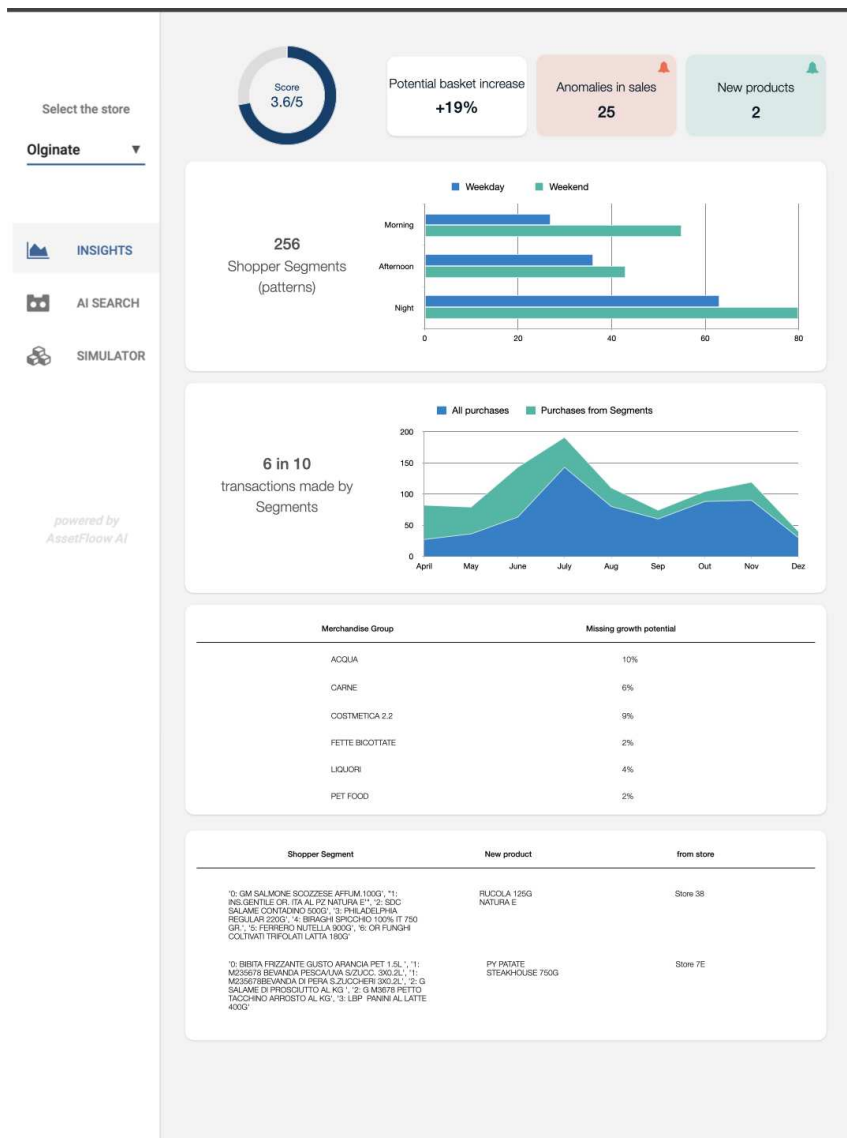 Select the store
Olginate
INSIGHTS
AI SEARCH
SIMULATOR
powered by
AssetFloow AI
Score
3.6/5
Potential basket increase
+19%
Anomalies in sales
25
New products
2
256
Shopper Segments
(patterns)
Weekday Weekend
Morning
Afternoon
Night
0 20 40 60 80
6 in 10
transactions made by
Segments
All purchases Purchases from Segments
200
150
100
50
0
April May June July Aug Sep Out Nov Dez
Merchandise Group Missing growth potential
ACQUA 10%
CARNE 6%
COSTMETICA 2.2 9%
FETTE BICOTTATE 2%
LIQUORI 4%
PET FOOD 2%
Shopper Segment New product from store
'0: GM SALMONE SCOZZESE AFFUM.100G', "1:
INS.GENTILE OR. ITA AL PZ NATURA E'", '2: SDC
SALAME CONTADINO 500G', '3: PHILADELPHIA
REGULAR 220G', '4: BIRAGHI SPICCHIO 100% IT 750
GR.', '5: FERRERO NUTELLA 900G', '6: OR FUNGHI
COLTIVATI TRIFOLATI LATTA 180G'
RUCOLA 125G
NATURA E
Store 38
'0: BIBITA FRIZZANTE GUSTO ARANCIA PET 1.5L ', '1:
M235678 BEVANDA PESCA/UVA S/ZUCC. 3X0.2L', '1:
M235678BEVANDA DI PERA S.ZUCCHERI 3X0.2L', '2: G
SALAME DI PROSCIUTTO AL KG ', '2: G M3678 PETTO
TACCHINO ARROSTO AL KG', '3: LBP PANINI AL LATTE
400G'
PY PATATE
STEAKHOUSE 750G
Store 7E